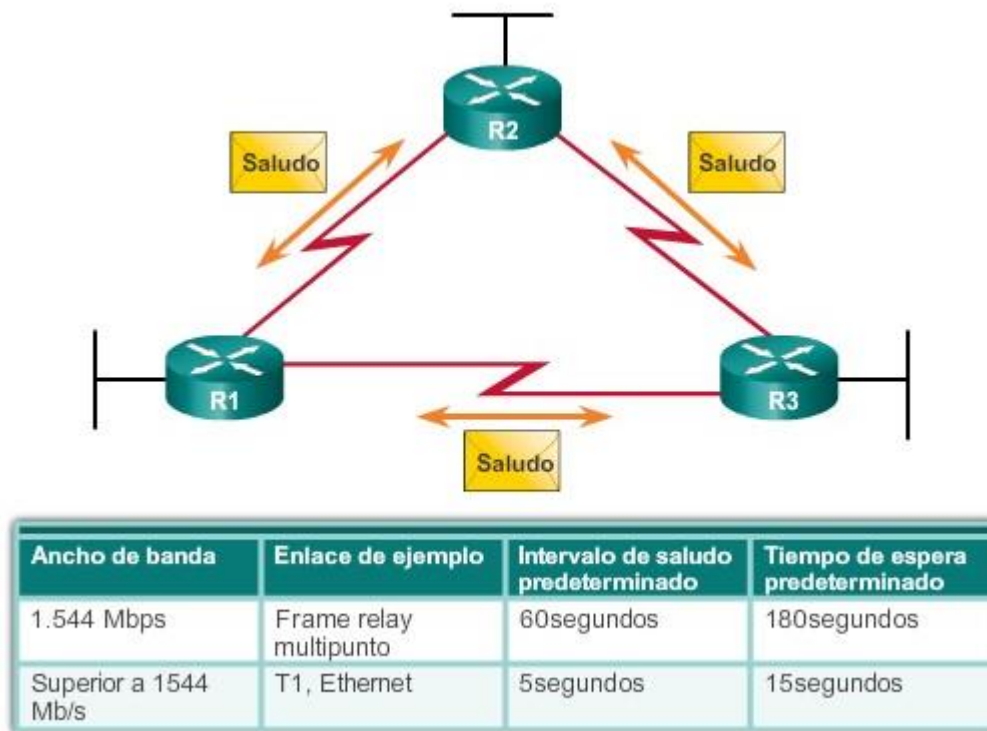 R2
Saludo
Saludo
R1
R3
Saludo
Ancho de banda
Enlace de ejemplo
Intervalo de saludo
predeterminado
Tiempo de espera
predeterminado
1.544 Mbps
Frame relay
multipunto
60segundos
180segundos
Superior a 1544
Mb/s
T1, Ethernet
5segundos
15segundos